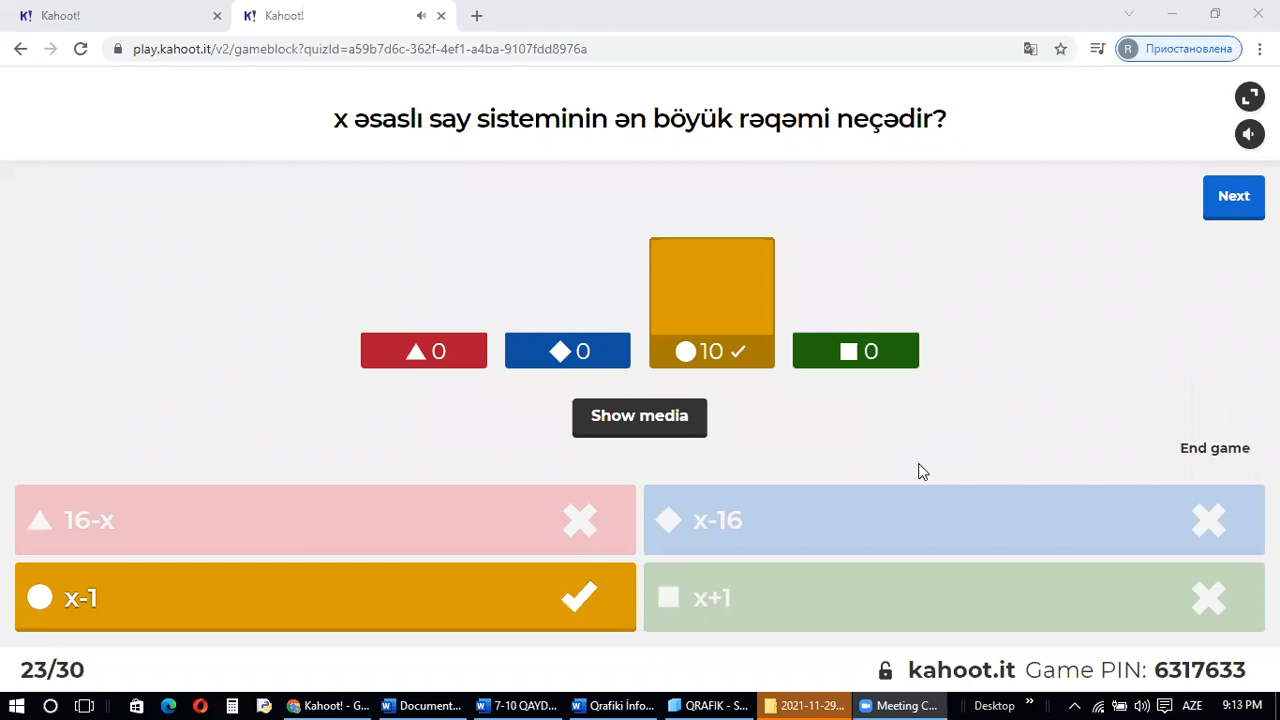 Kahoot!
Kahoot!
play.kahoot.it/v2/gameblock?quizId=a59b7d6c-362f-4ef1-a4ba-9107fdd8976a
R Приостановлена
x əsaslı say sisteminin ən böyük rəqəmi neçədir?
Next
0
0
10
0
Show media
End game
16-x
x-16
x-1
x+1
23/30
kahoot.it Game PIN: 6317633
Kahoot! - G...
Document...
7-10 QAYD...
Qrafiki İnfo...
QRAFIK - S...
2021-11-29...
Meeting C...
Desktop
AZE
9:13 PM